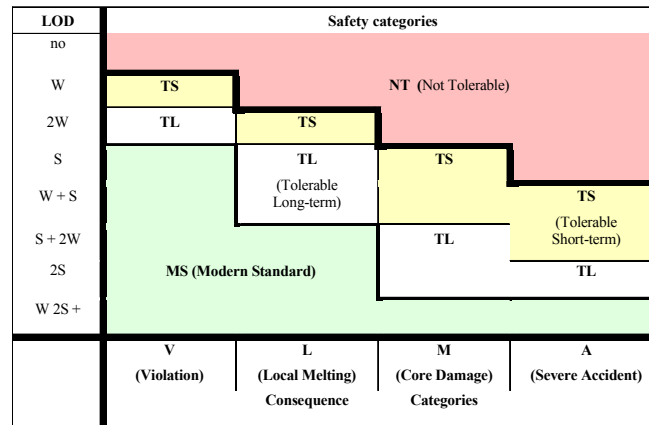 LOD Safety categories
no
W TS NT (Not Tolerable)
2W TL TS
S TL TS
(Tolerable
W + S Long-term) TS
(Tolerable
S + 2W TL Short-term)
2S MS (Modern Standard) TL
W 2S +
V L M A
(Violation) (Local Melting) (Core Damage) (Severe Accident)
Consequence Categories